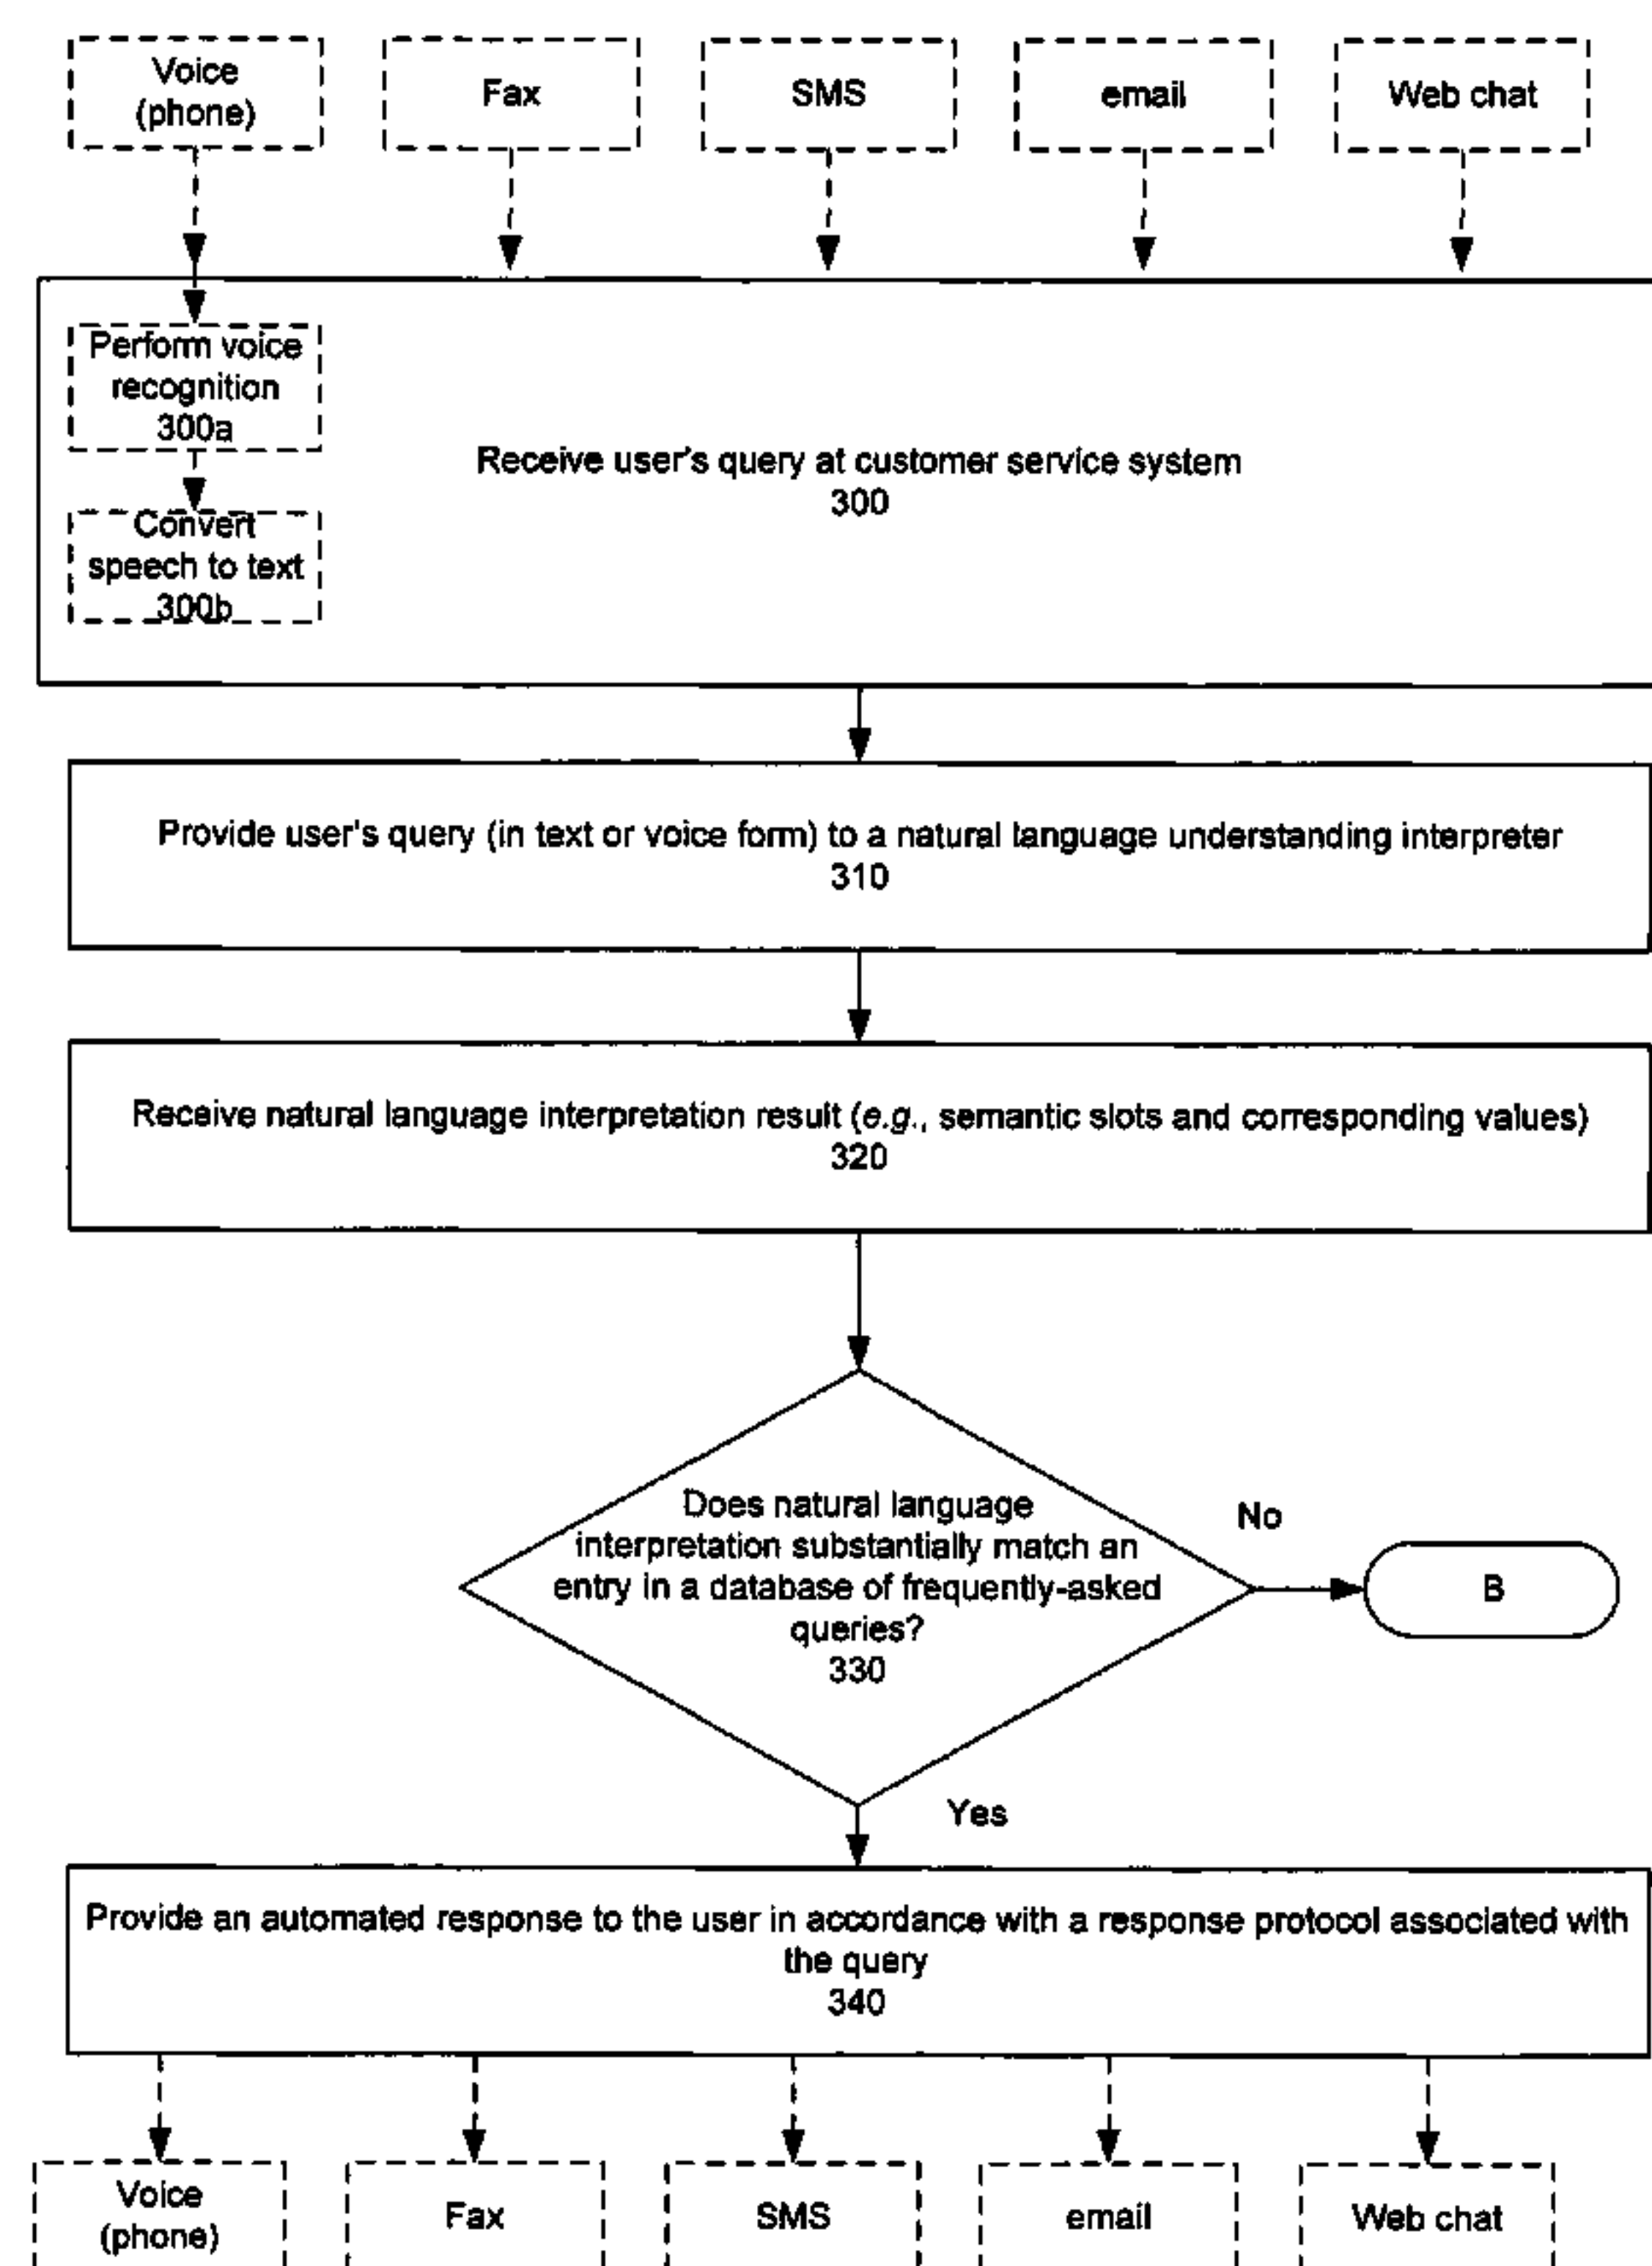 Voice
(phone)
Fax
SMS
email
Web chat
Perform voice
recognition
300a
Convert
speech to text
300b
Receive user's query at customer service system
300
Provide user's query (in text or voice form) to a natural language understanding interpreter
310
Receive natural language interpretation result (e.g., semantic slots and corresponding values)
320
Does natural language
interpretation substantially match an
entry in a database of frequently-asked
queries?
330
No
B
Yes
Provide an automated response to the user in accordance with a response protocol associated with
the query
340
Voice
(phone)
Fax
SMS
email
Web chat